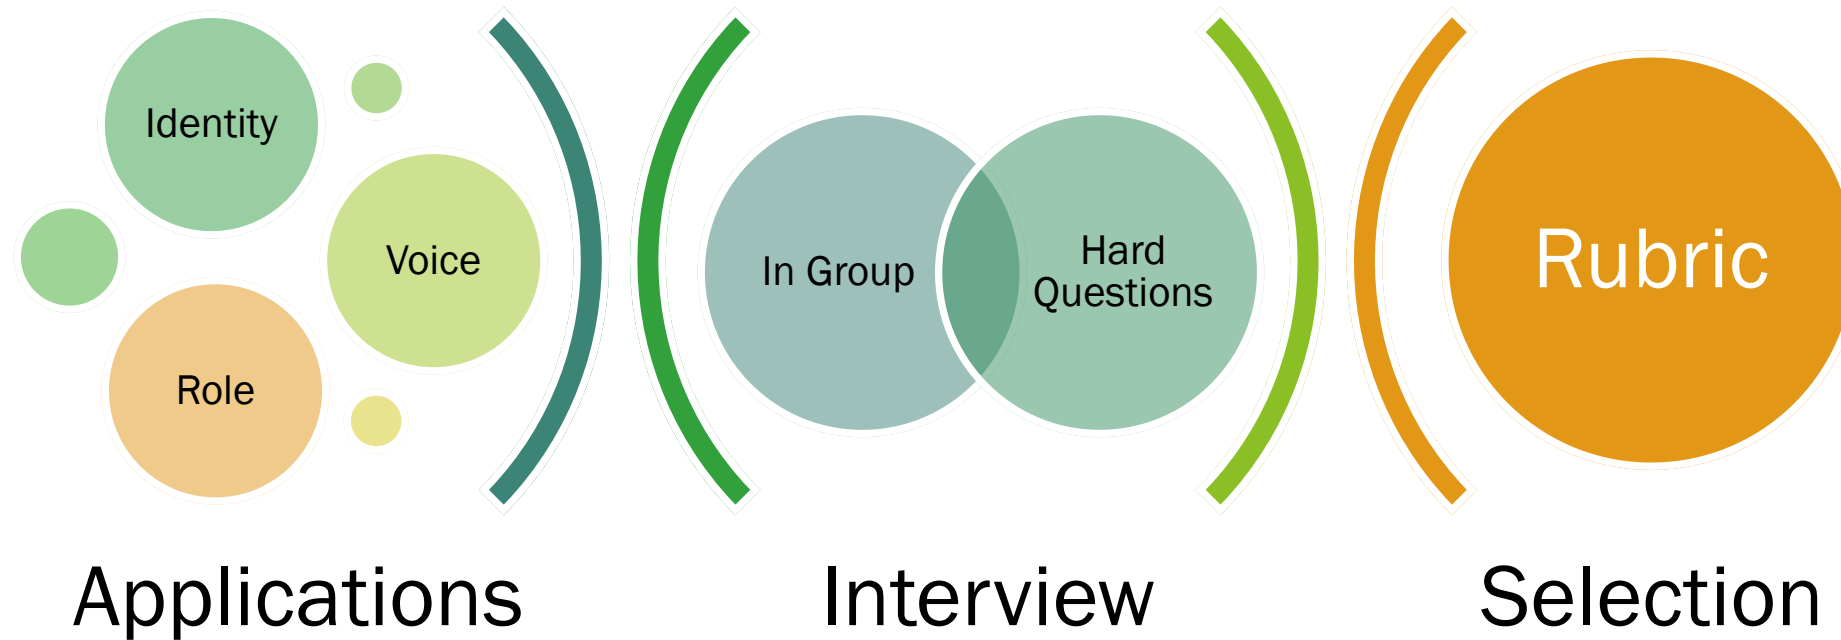 Identity
Voice
Role
In Group
Hard
Questions
Rubric
Applications
Interview
Selection